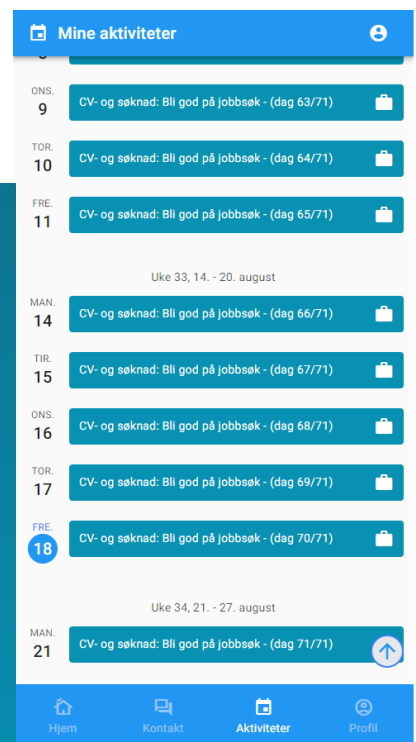 Mine aktiviteter
ONS.
9
CV- og søknad: Bli god på jobbsøk - (dag 63/71)
TOR.
10
CV- og søknad: Bli god på jobbsøk - (dag 64/71)
FRE.
11
CV- og søknad: Bli god på jobbsøk - (dag 65/71)
Uke 33, 14. - 20. august
MAN.
14
CV- og søknad: Bli god på jobbsøk - (dag 66/71)
TIR.
15
CV- og søknad: Bli god på jobbsøk - (dag 67/71)
ONS.
16
CV- og søknad: Bli god på jobbsøk - (dag 68/71)
TOR.
17
CV- og søknad: Bli god på jobbsøk - (dag 69/71)
FRE.
18
CV- og søknad: Bli god på jobbsøk - (dag 70/71)
Uke 34, 21. - 27. august
MAN.
21
CV- og søknad: Bli god på jobbsøk - (dag 71/71)
Hjem
Kontakt
Aktiviteter
Profil